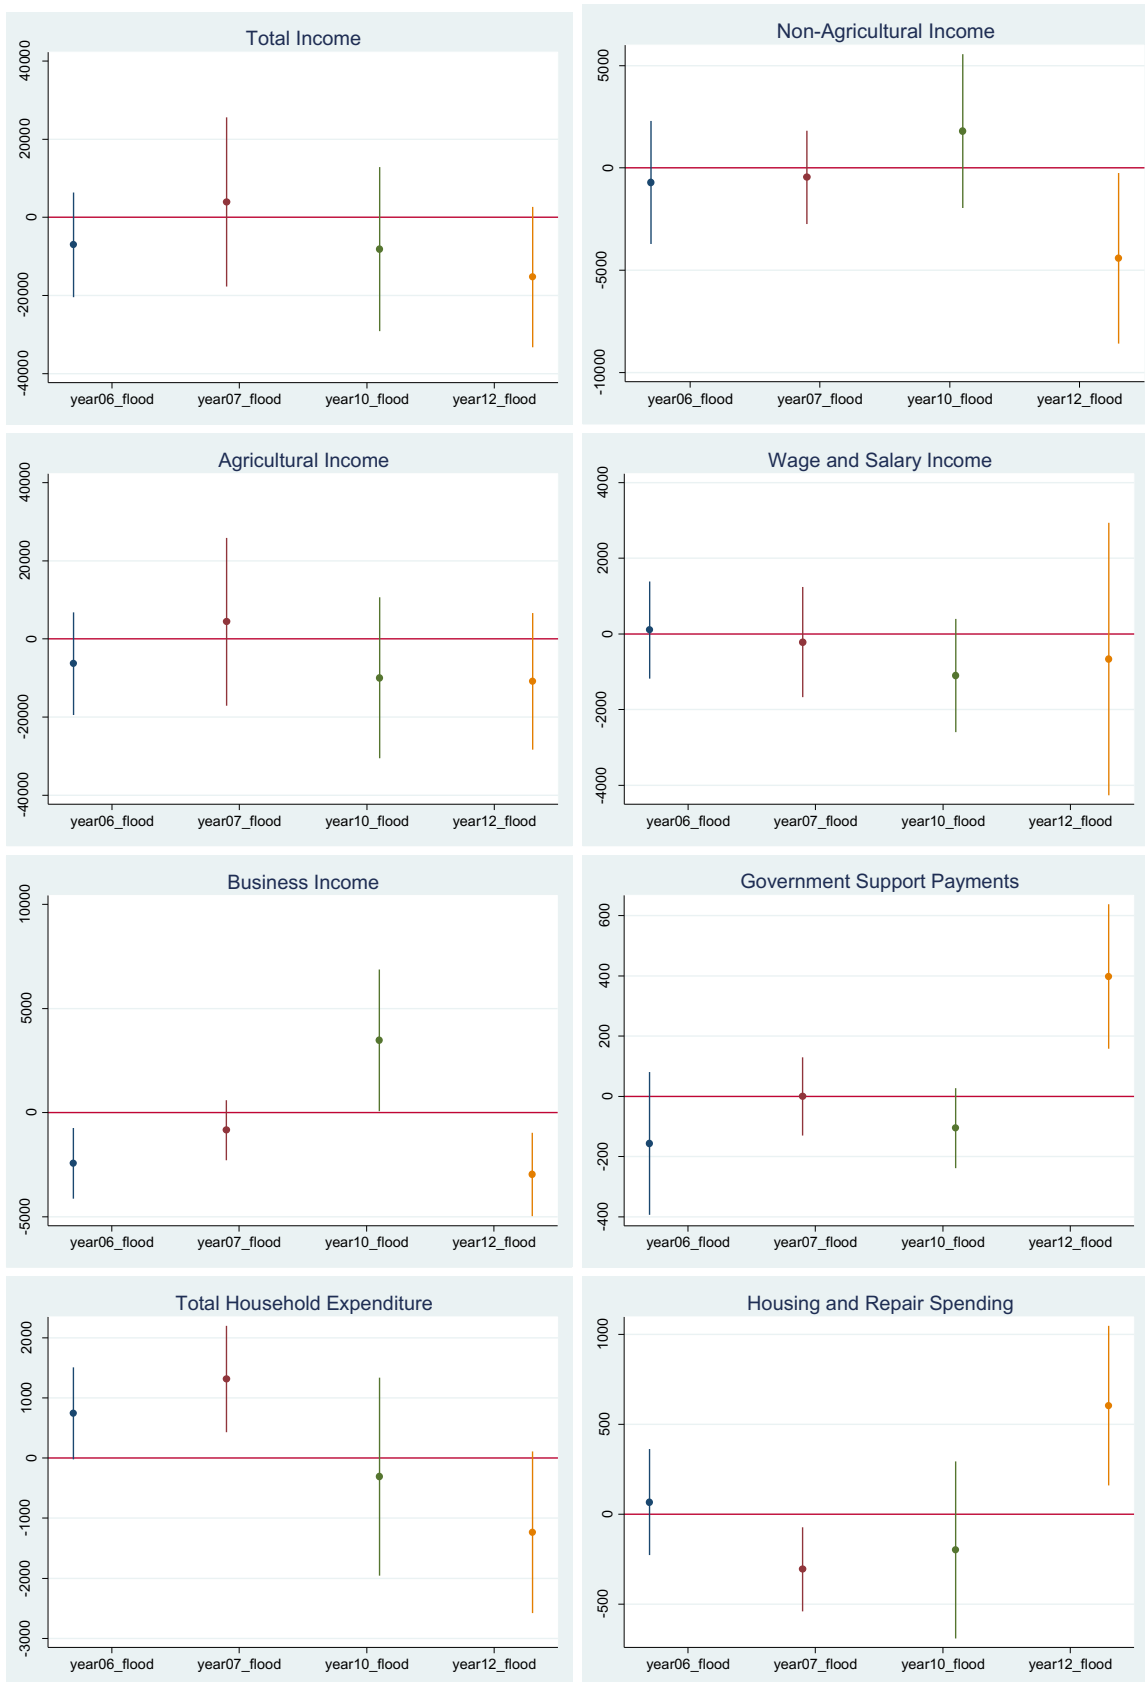 Total Income
40000
20000
0
-20000
-40000
year06_flood year07_flood year10_flood year12_flood
Non-Agricultural Income
5000
0
-5000
-10000
year06_flood year07_flood year10_flood year12_flood
Agricultural Income
40000
20000
0
-20000
-40000
year06_flood year07_flood year10_flood year12_flood
Wage and Salary Income
4000
2000
0
-2000
-4000
year06_flood year07_flood year10_flood year12_flood
Business Income
10000
5000
0
-5000
year06_flood year07_flood year10_flood year12_flood
Government Support Payments
600
400
200
0
-200
-400
year06_flood year07_flood year10_flood year12_flood
Total Household Expenditure
2000
1000
0
-1000
-2000
-3000
year06_flood year07_flood year10_flood year12_flood
Housing and Repair Spending
1000
500
0
-500
year06_flood year07_flood year10_flood year12_flood